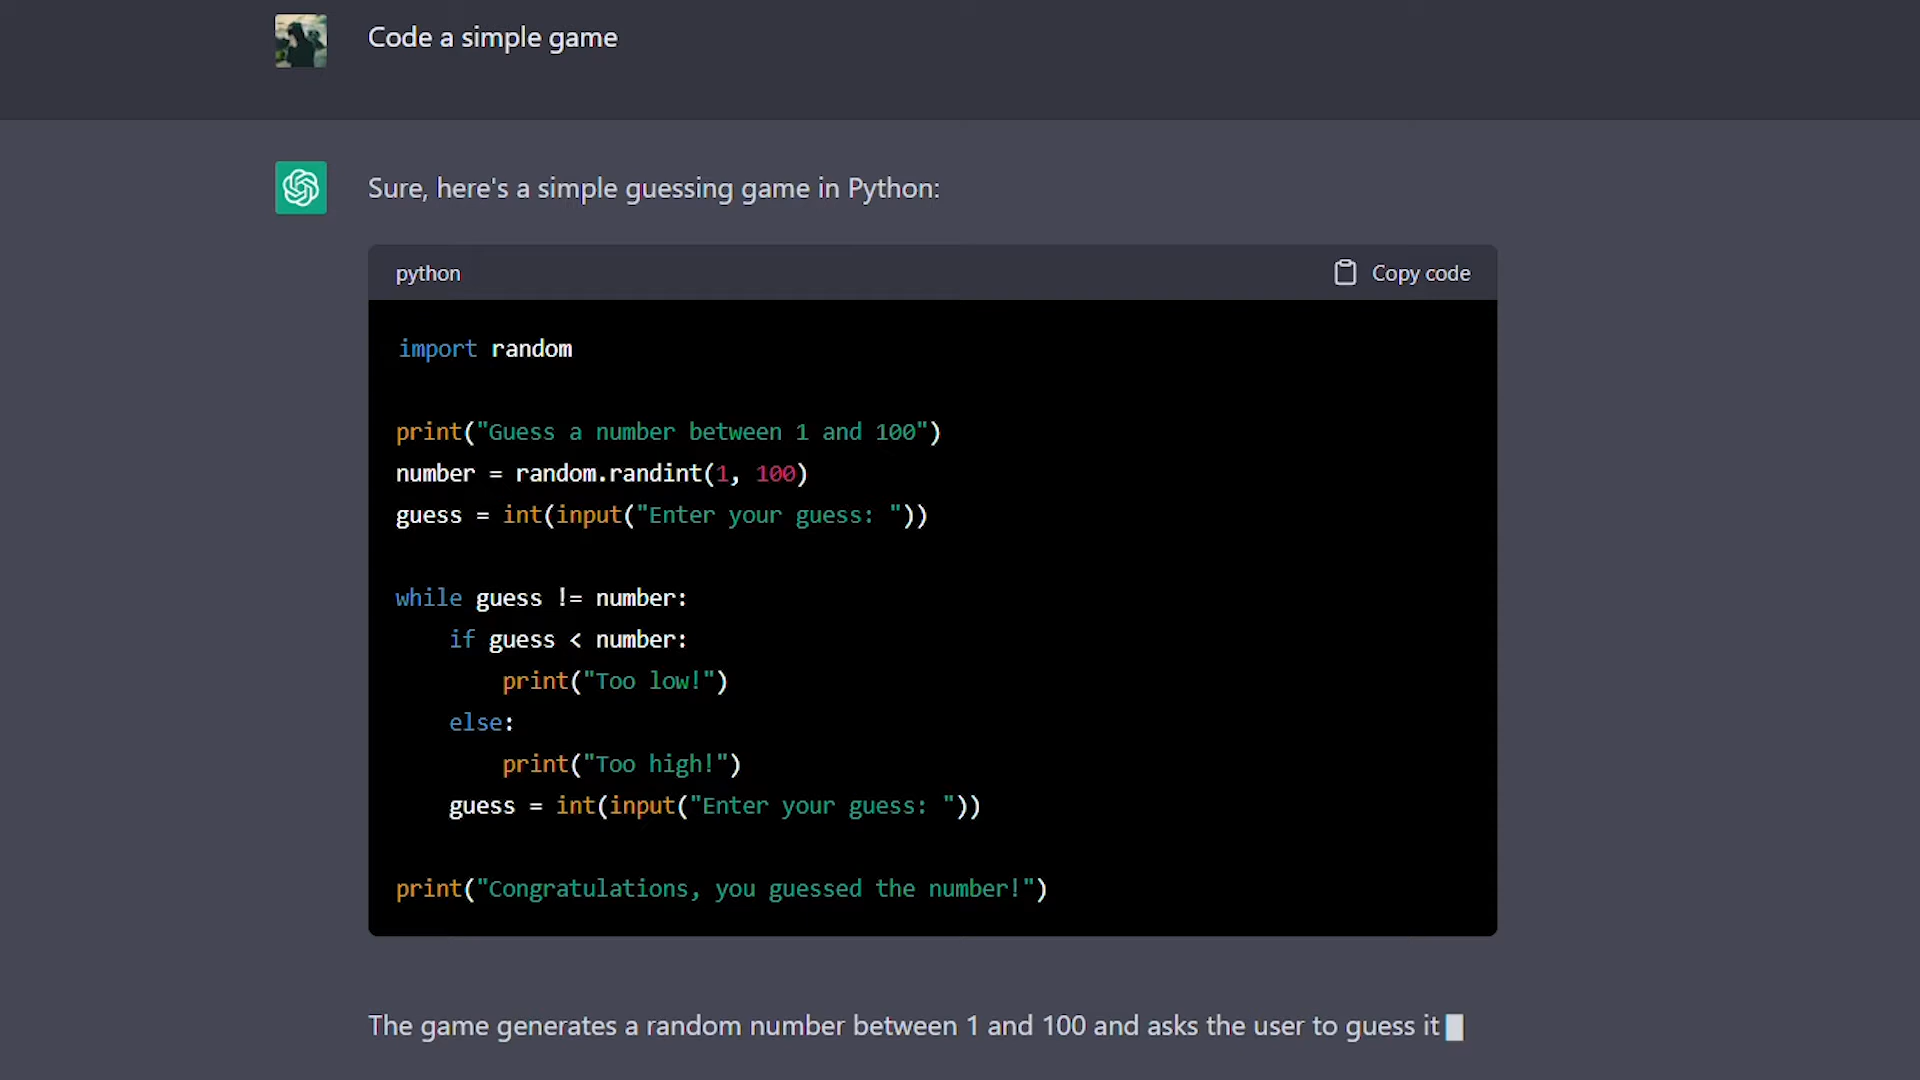 Code a simple game
Sure, here's a simple guessing game in Python:
python
Copy code
import random
print("Guess a number between 1 and 100")
number = random.randint(1, 100)
guess = int(input("Enter your guess: "))
while guess != number:
    if guess < number:
        print("Too low!")
    else:
        print("Too high!")
    guess = int(input("Enter your guess: "))
print("Congratulations, you guessed the number!")
The game generates a random number between 1 and 100 and asks the user to guess it